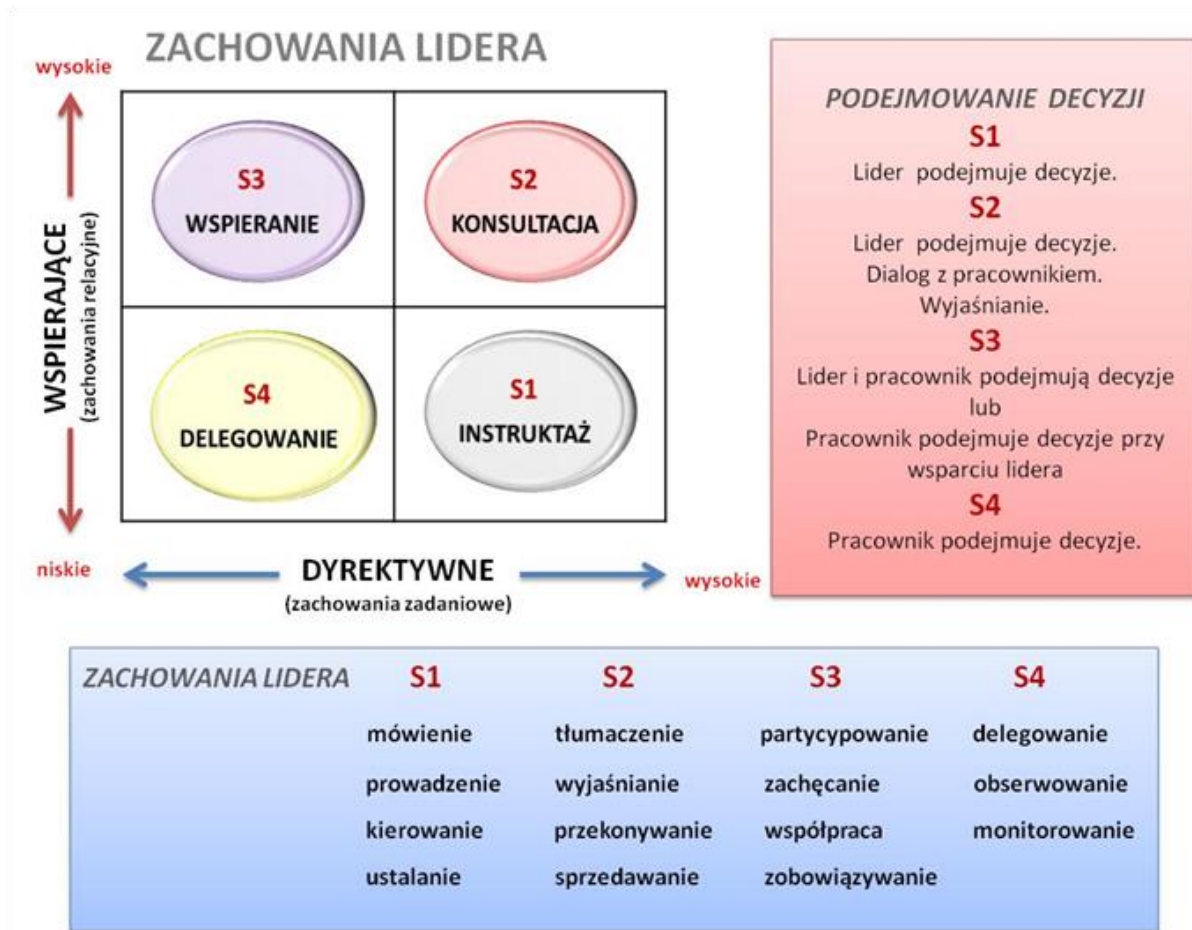 ZACHOWANIA LIDERA
wysokie
WSPIERAJĄCE
(zachowania relacyjne)
niskie
S3
WSPIERANIE
S2
KONSULTACJA
S4
DELEGOWANIE
S1
INSTRUKTAŻ
DYREKTYWNE
(zachowania zadaniowe)
wysokie
PODEJMOWANIE DECYZJI
S1
Lider podejmuje decyzje.
S2
Lider podejmuje decyzje.
Dialog z pracownikiem.
Wyjaśnianie.
S3
Lider i pracownik podejmują decyzje
lub
Pracownik podejmuje decyzje przy
wsparciu lidera
S4
Pracownik podejmuje decyzje.
ZACHOWANIA LIDERA S1 S2 S3 S4
mówienie tłumaczenie partycypowanie delegowanie
prowadzenie wyjaśnianie zachęcanie obserwowanie
kierowanie przekonywanie współpraca monitorowanie
ustalanie sprzedawanie zobowiązywanie